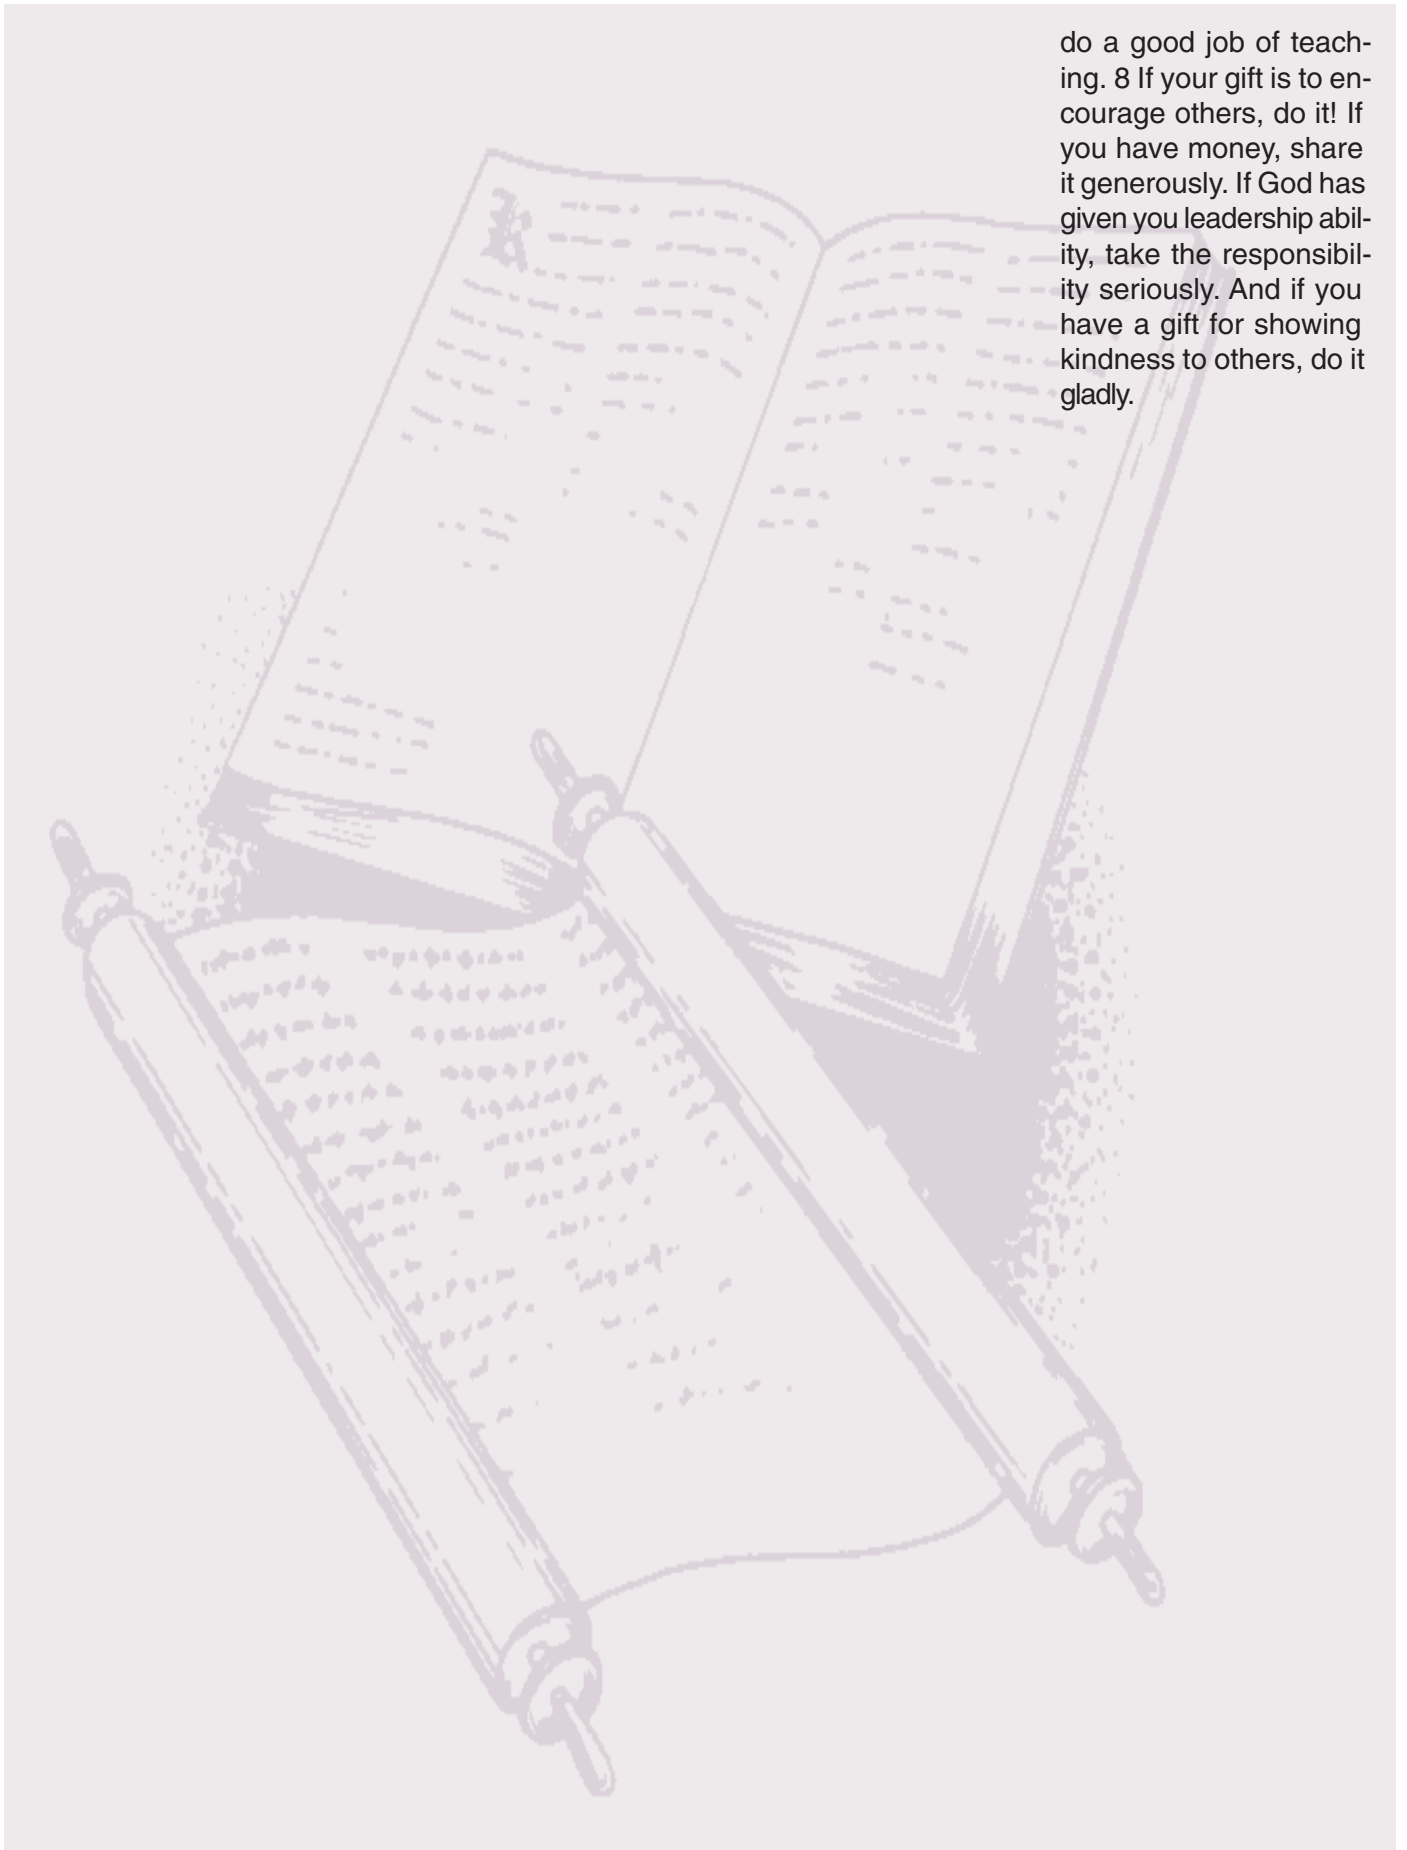 do a good job of teach-
ing. 8 If your gift is to en-
courage others, do it! If
you have money, share
it generously. If God has
given you leadership abil-
ity, take the responsibil-
ity seriously. And if you
have a gift for showing
kindness to others, do it
gladly.